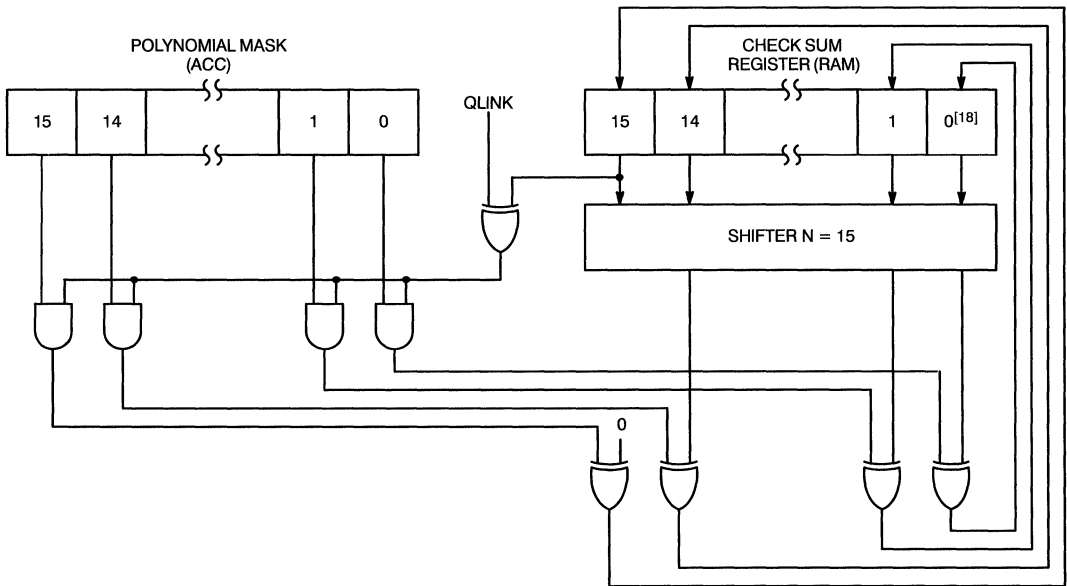 POLYNOMIAL MASK
(ACC)
CHECK SUM
REGISTER (RAM)
QLINK
15 14 1 0
15 14 1 0[18]
SHIFTER N = 15
0